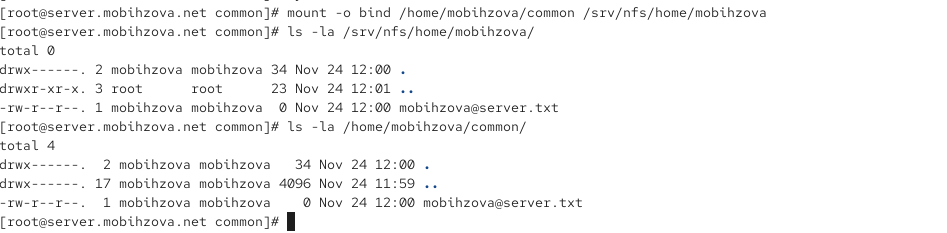 [root@server.mobihzova.net common]# mount -o bind /home/mobihzova/common /srv/nfs/home/mobihzova
[root@server.mobihzova.net common]# ls -la /srv/nfs/home/mobihzova/
total 0
drwx------. 2 mobihzova mobihzova 34 Nov 24 12:00 .
drwxr-xr-x. 3 root      root      23 Nov 24 12:01 ..
-rw-r--r--. 1 mobihzova mobihzova  0 Nov 24 12:00 mobihzova@server.txt
[root@server.mobihzova.net common]# ls -la /home/mobihzova/common/
total 4
drwx------.  2 mobihzova mobihzova   34 Nov 24 12:00 .
drwx------. 17 mobihzova mobihzova 4096 Nov 24 11:59 ..
-rw-r--r--.  1 mobihzova mobihzova    0 Nov 24 12:00 mobihzova@server.txt
[root@server.mobihzova.net common]#